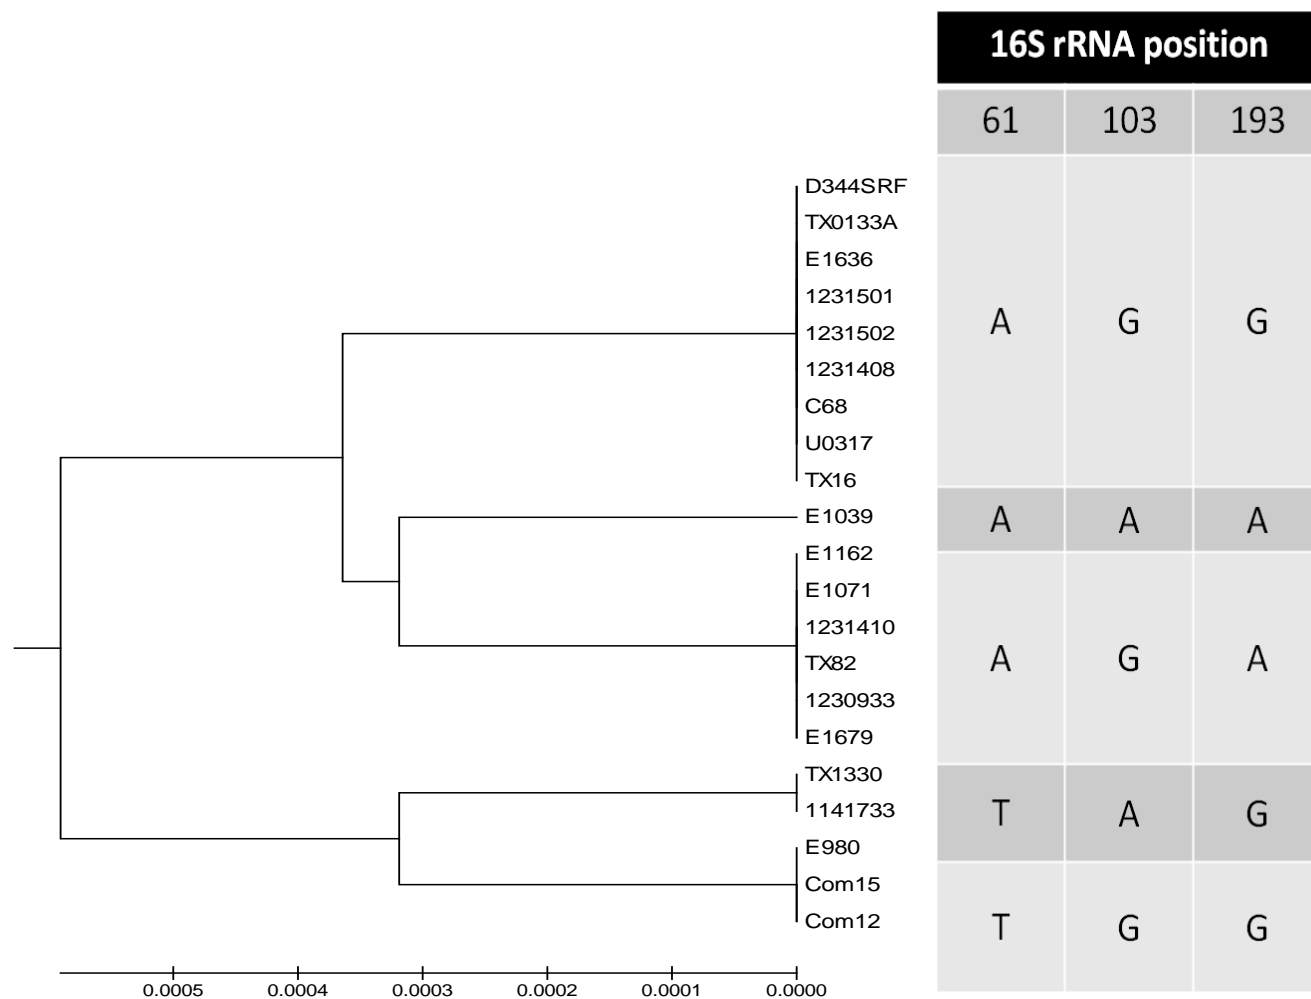 16S rRNA position
61 103 193
D344SRF
TX0133A
E1636
1231501
1231502
1231408
C68
U0317
TX16
A G G
E1039
A A A
E1162
E1071
1231410
TX82
1230933
E1679
A G A
TX1330
1141733
T A G
E980
Com15
Com12
T G G
0.0005 0.0004 0.0003 0.0002 0.0001 0.0000